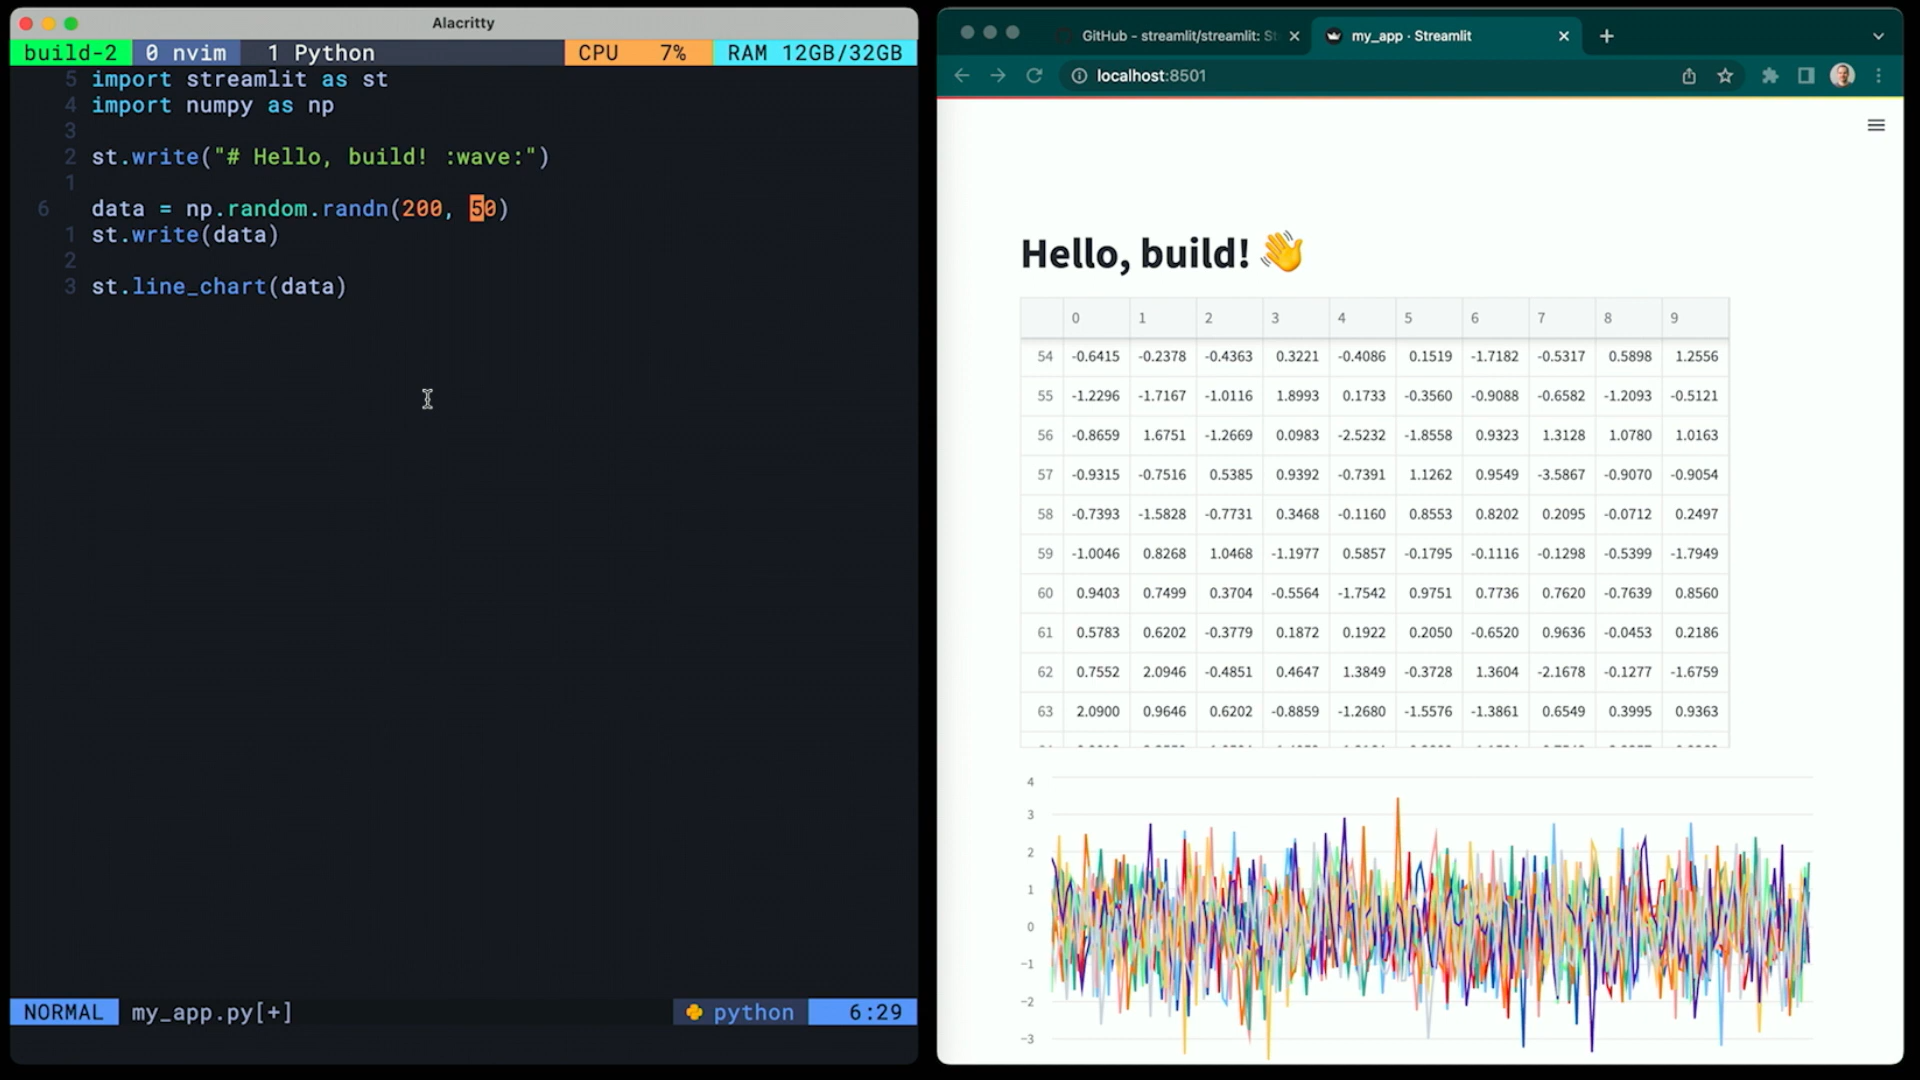 Alacritty
build-2 0 nvim 1 Python CPU 7% RAM 12GB/32GB
5 import streamlit as st
4 import numpy as np
3
2 st.write("# Hello, build! :wave:")
1
6 data = np.random.randn(200, 50)
1 st.write(data)
2
3 st.line_chart(data)
NORMAL my_app.py[+] python 6:29
GitHub - streamlit/streamlit: St
my_app · Streamlit
localhost:8501
Hello, build! 👋
0 1 2 3 4 5 6 7 8 9
54 -0.6415 -0.2378 -0.4363 0.3221 -0.4086 0.1519 -1.7182 -0.5317 0.5898 1.2556
55 -1.2296 -1.7167 -1.0116 1.8993 0.1733 -0.3560 -0.9088 -0.6582 -1.2093 -0.5121
56 -0.8659 1.6751 -1.2669 0.0983 -2.5232 -1.8558 0.9323 1.3128 1.0780 1.0163
57 -0.9315 -0.7516 0.5385 0.9392 -0.7391 1.1262 0.9549 -3.5867 -0.9070 -0.9054
58 -0.7393 -1.5828 -0.7731 0.3468 -0.1160 0.8553 0.8202 0.2095 -0.0712 0.2497
59 -1.0046 0.8268 1.0468 -1.1977 0.5857 -0.1795 -0.1116 -0.1298 -0.5399 -1.7949
60 0.9403 0.7499 0.3704 -0.5564 -1.7542 0.9751 0.7736 0.7620 -0.7639 0.8560
61 0.5783 0.6202 -0.3779 0.1872 0.1922 0.2050 -0.6520 0.9636 -0.0453 0.2186
62 0.7552 2.0946 -0.4851 0.4647 1.3849 -0.3728 1.3604 -2.1678 -0.1277 -1.6759
63 2.0900 0.9646 0.6202 -0.8859 -1.2680 -1.5576 -1.3861 0.6549 0.3995 0.9363
4
3
2
1
0
−1
−2
−3